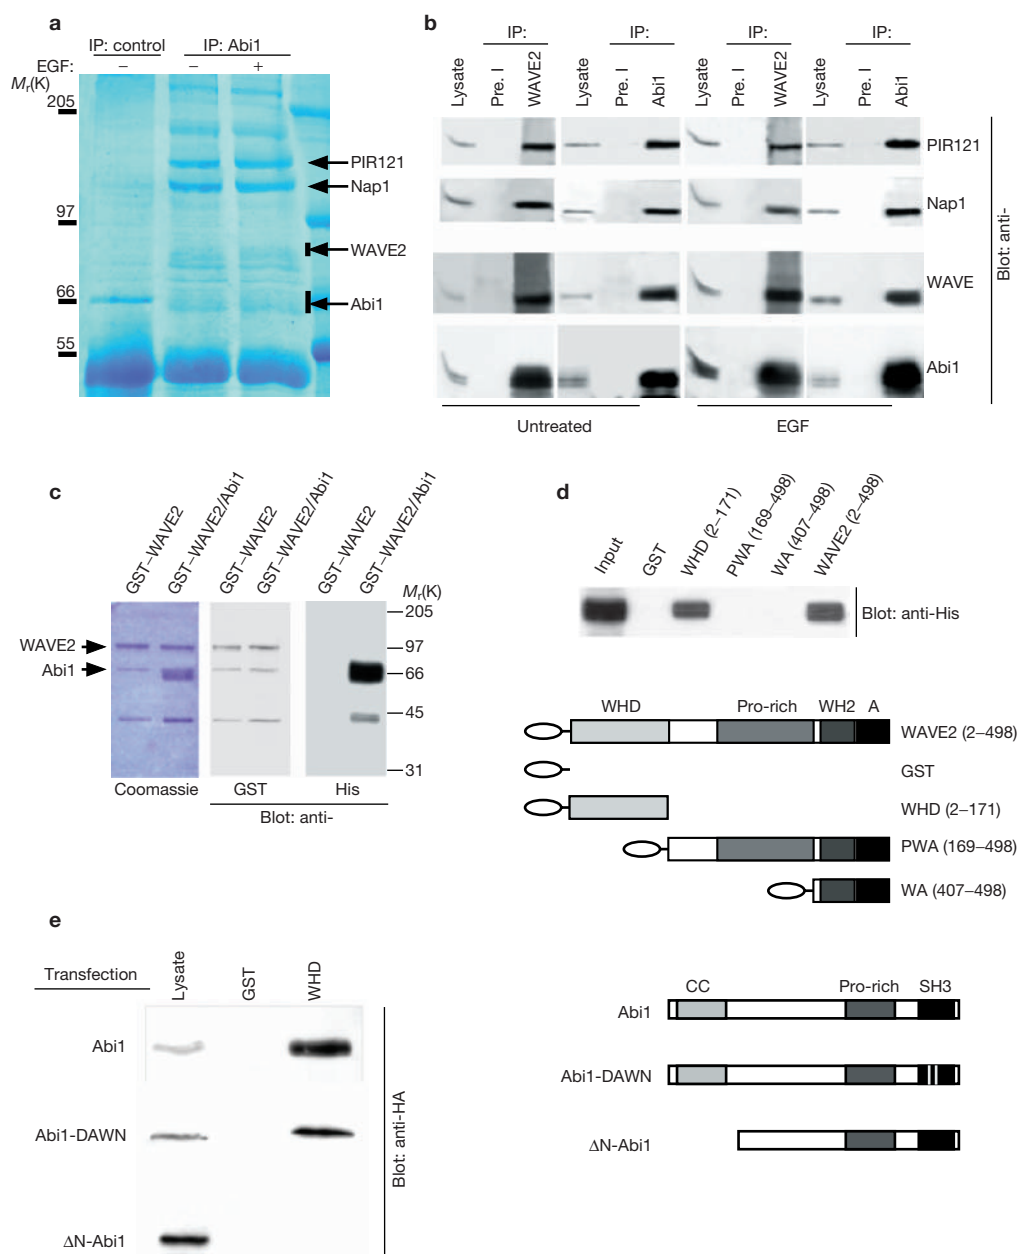 a
IP: control
IP: Abi1
EGF:
–
–
+
Mr(K)
205
97
66
55
PIR121
Nap1
WAVE2
Abi1
b
IP:
IP:
IP:
IP:
Lysate
Pre. I
WAVE2
Lysate
Pre. I
Abi1
Lysate
Pre. I
WAVE2
Lysate
Pre. I
Abi1
PIR121
Nap1
WAVE
Abi1
Blot: anti-
Untreated
EGF
c
GST–WAVE2
GST–WAVE2/Abi1
GST–WAVE2
GST–WAVE2/Abi1
GST–WAVE2
GST–WAVE2/Abi1
Mr(K)
205
97
66
45
31
WAVE2
Abi1
Coomassie
GST
His
Blot: anti-
d
Input
GST
WHD (2–171)
PWA (169–498)
WA (407–498)
WAVE2 (2–498)
Blot: anti-His
WHD
Pro-rich
WH2
A
WAVE2 (2–498)
GST
WHD (2–171)
PWA (169–498)
WA (407–498)
e
Transfection
Lysate
GST
WHD
Abi1
Abi1-DAWN
ΔN-Abi1
Blot: anti-HA
CC
Pro-rich
SH3
Abi1
Abi1-DAWN
ΔN-Abi1